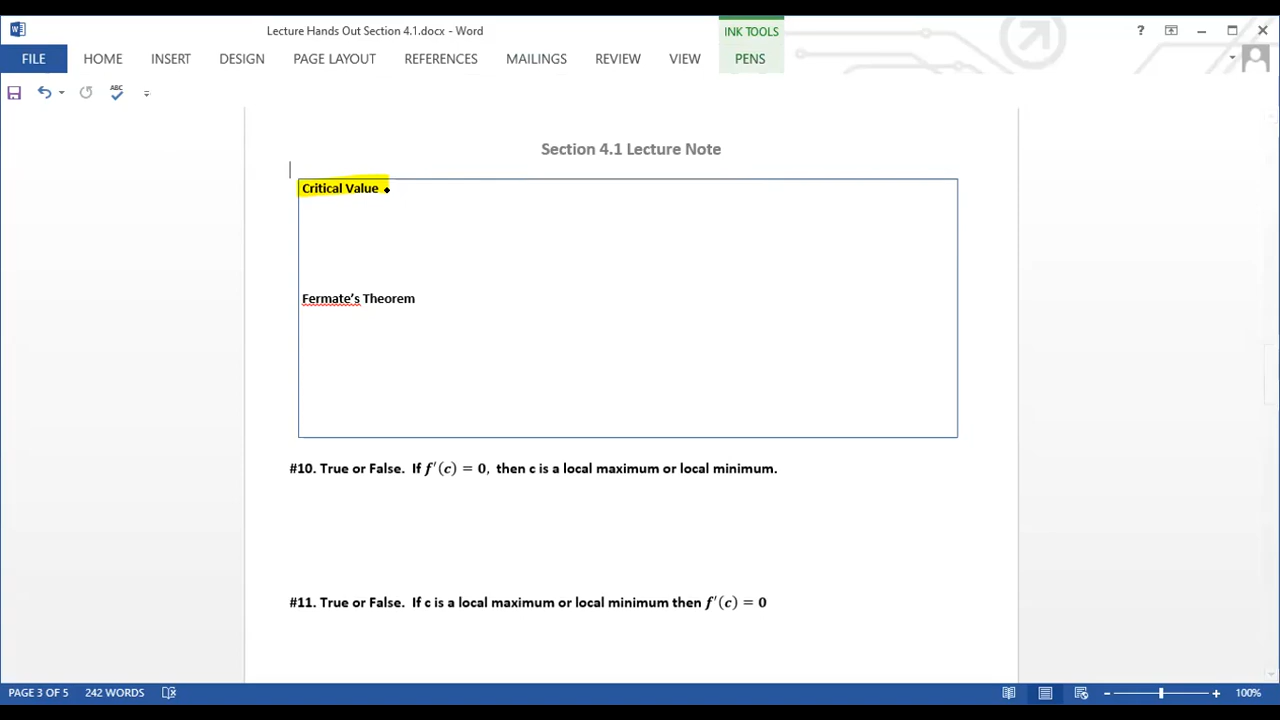 Lecture Hands Out Section 4.1.docx - Word
INK TOOLS
?
FILE HOME INSERT DESIGN PAGE LAYOUT REFERENCES MAILINGS REVIEW VIEW PENS
ABC
Section 4.1 Lecture Note
Critical Value
Fermate’s Theorem
#10. True or False. If f′(c) = 0, then c is a local maximum or local minimum.
#11. True or False. If c is a local maximum or local minimum then f′(c) = 0
PAGE 3 OF 5 242 WORDS 100%